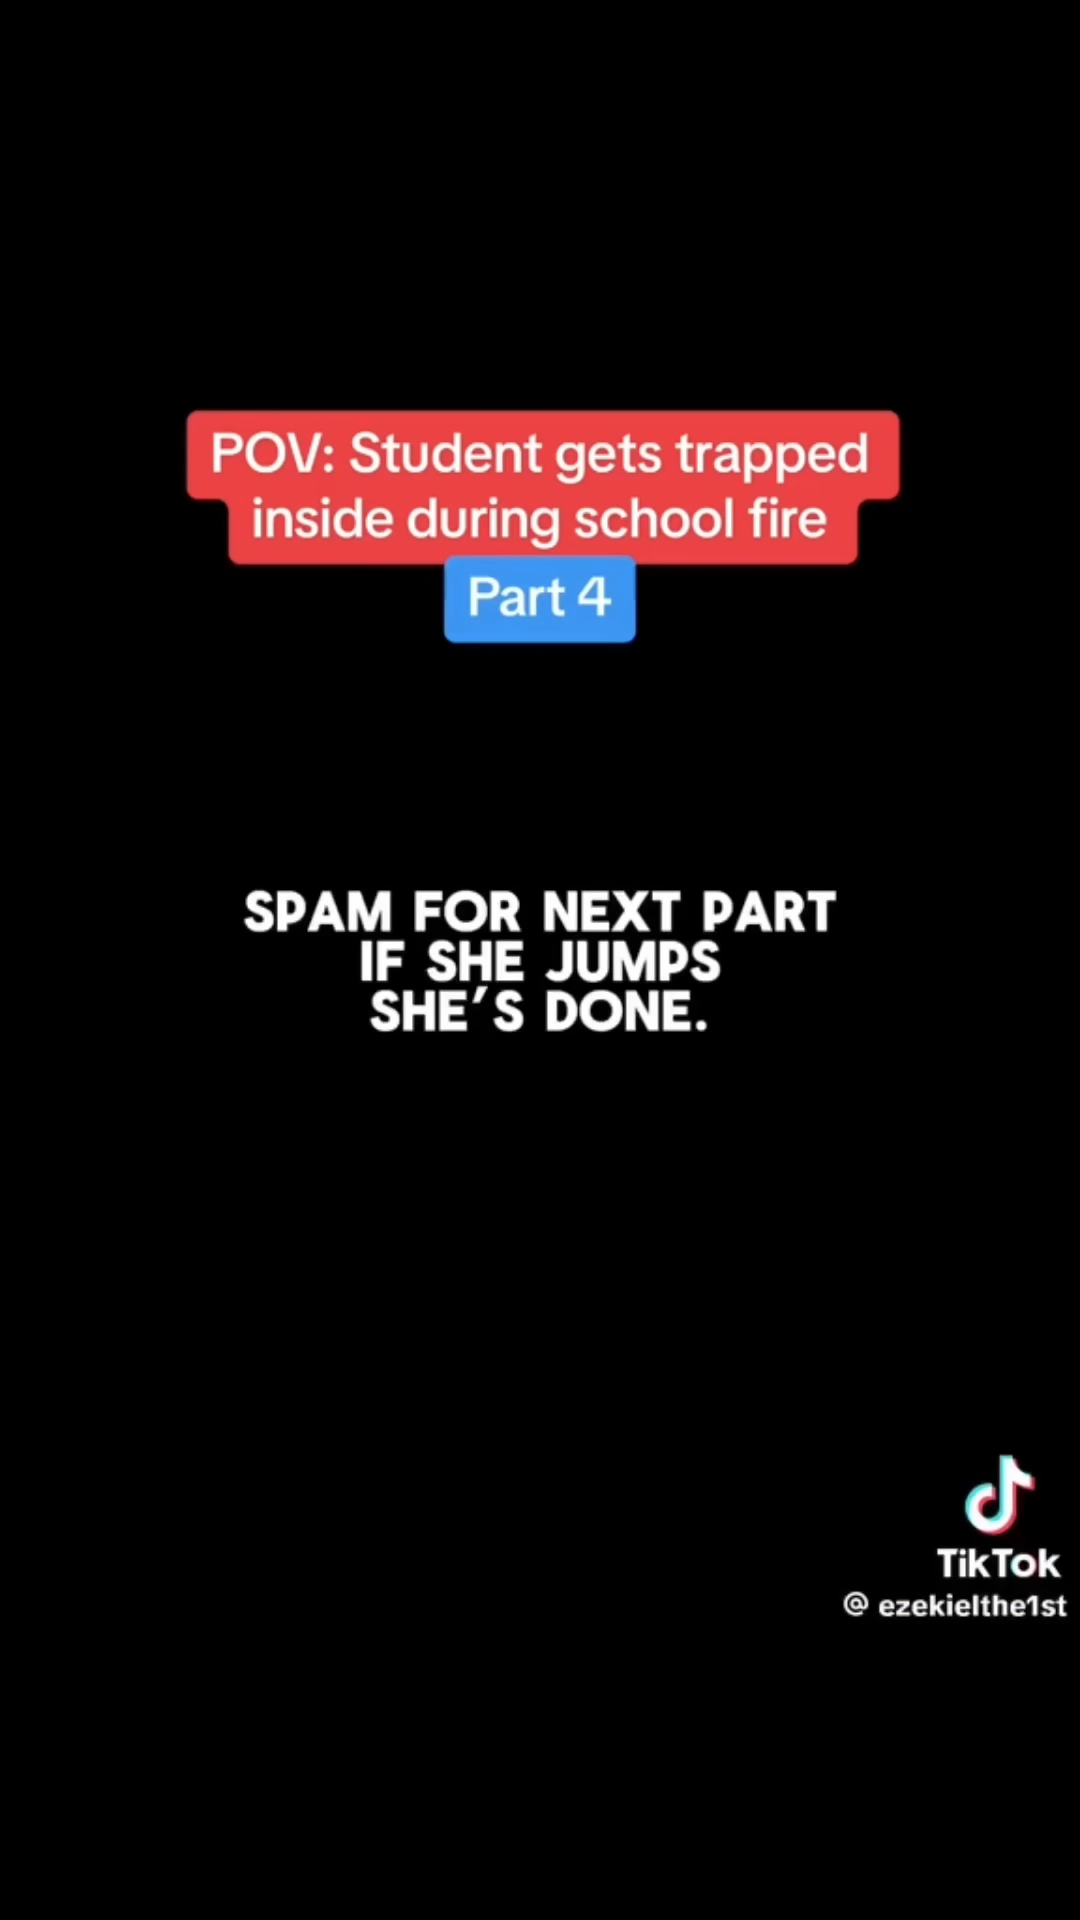 POV: Student gets trapped
inside during school fire
Part 4
SPAM FOR NEXT PART
IF SHE JUMPS
SHE'S DONE.
TikTok
@ ezekielthe1st